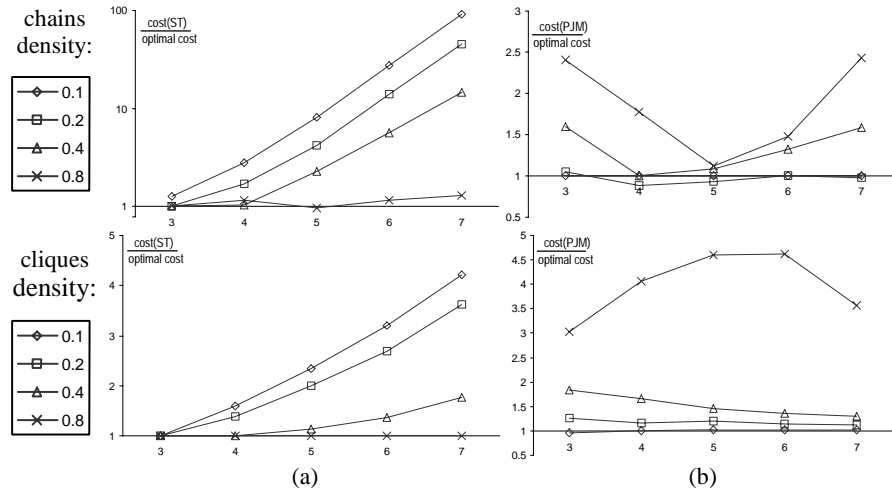 chains
density:
0.1
0.2
0.4
0.8
100
10
1
cost(ST)
optimal cost
3 4 5 6 7
3
2.5
2
1.5
1
0.5
cost(PJM)
optimal cost
3 4 5 6 7
cliques
density:
0.1
0.2
0.4
0.8
5
4
3
2
1
cost(ST)
optimal cost
3 4 5 6 7
5
4.5
4
3.5
3
2.5
2
1.5
1
0.5
cost(PJM)
optimal cost
3 4 5 6 7
(a) (b)